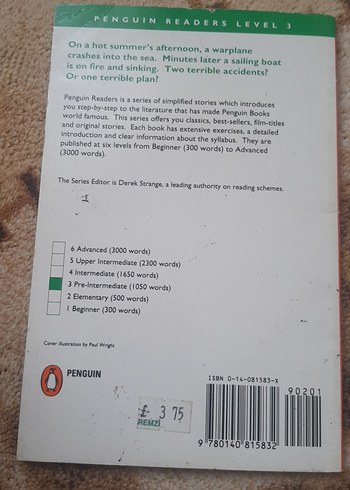 PENGUIN READERS LEVEL 3
On a hot summer's afternoon, a warplane
crashes into the sea. Minutes later a sailing boat
is on fire and sinking. Two terrible accidents?
Or one terrible plan?
Penguin Readers is a series of simplified stories which introduces
you step-by-step to the literature that has made Penguin Books
world famous. This series offers you classics, best-sellers, film-titles
and original stories. Each book has extensive exercises, a detailed
introduction and clear information about the syllabus. They are
published at six levels from Beginner (300 words) to Advanced
(3000 words).
The Series Editor is Derek Strange, a leading authority on reading schemes.
6 Advanced (3000 words)
5 Upper Intermediate (2300 words)
4 Intermediate (1650 words)
3 Pre-Intermediate (1050 words)
2 Elementary (500 words)
1 Beginner (300 words)
Cover illustration by Paul Wright
PENGUIN
£ 3 75
REMZİ
ISBN 0-14-081583-X
90201
9 780140 815832